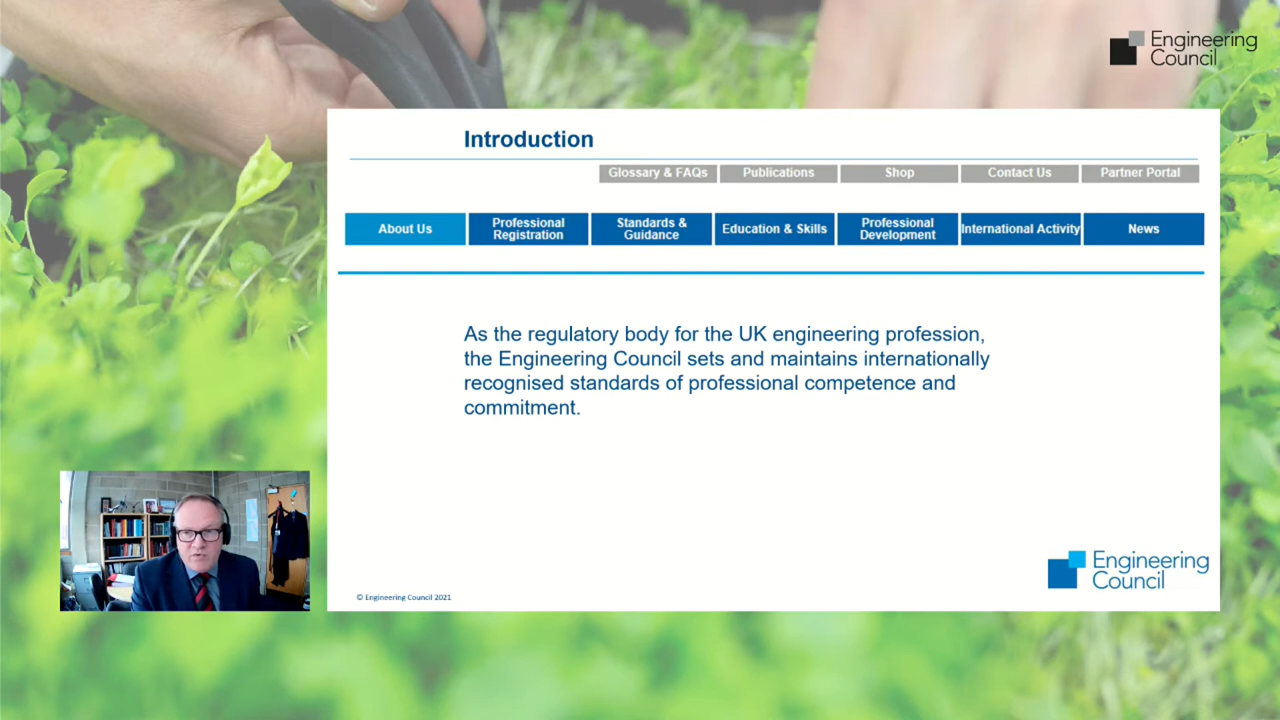 Engineering
Council
Introduction
Glossary & FAQs
Publications
Shop
Contact Us
Partner Portal
About Us
Professional
Registration
Standards &
Guidance
Education & Skills
Professional
Development
International Activity
News
As the regulatory body for the UK engineering profession,
the Engineering Council sets and maintains internationally
recognised standards of professional competence and
commitment.
Engineering
Council
© Engineering Council 2021